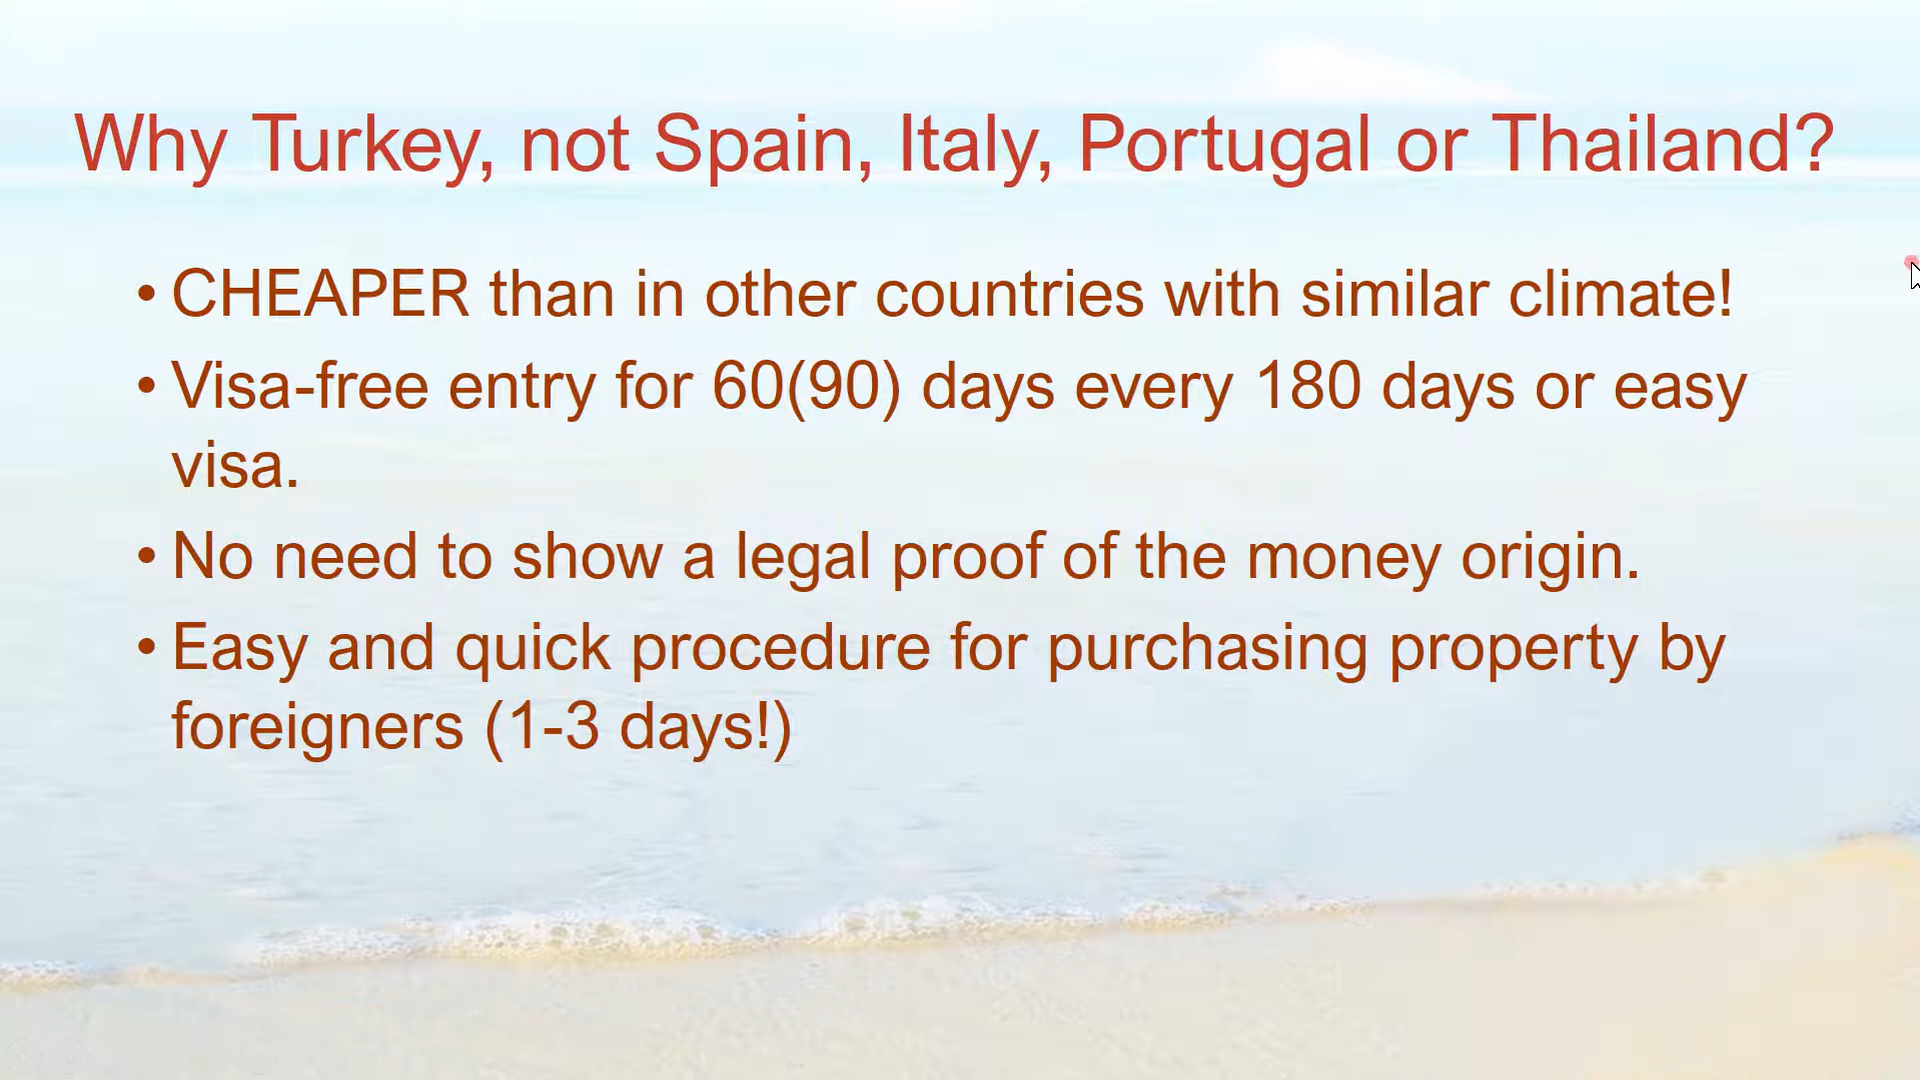 Why Turkey, not Spain, Italy, Portugal or Thailand?
• CHEAPER than in other countries with similar climate!
• Visa-free entry for 60(90) days every 180 days or easy
visa.
• No need to show a legal proof of the money origin.
• Easy and quick procedure for purchasing property by
foreigners (1-3 days!)